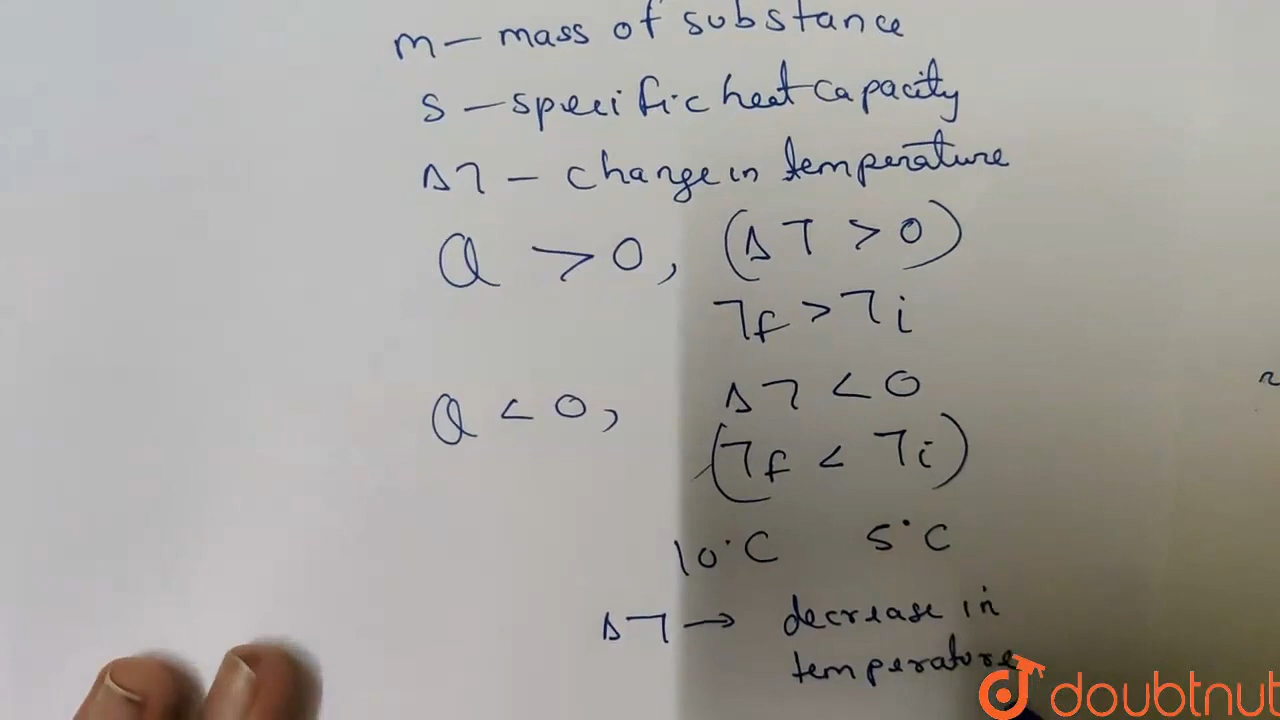 m – mass of substance
s – specific heat capacity
ΔT – change in temperature
Q > 0, (ΔT > 0)
Tf > Ti
Q < 0, ΔT < 0
(Tf < Ti)
10°C 5°C
ΔT → decrease in
temperature
doubtnut